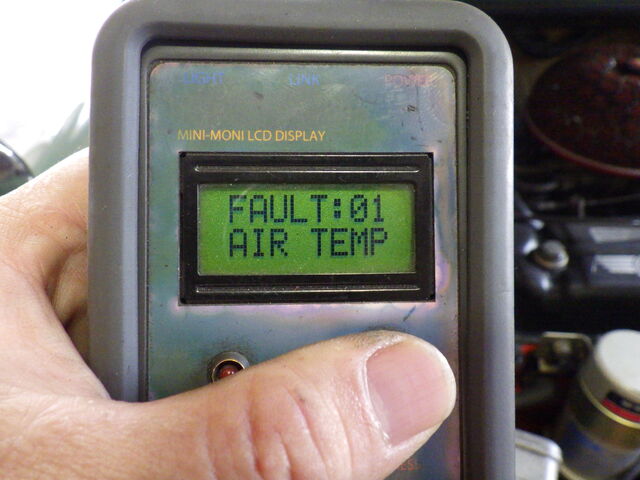 LIGHT LINK POWER
MINI-MONI LCD DISPLAY
FAULT:01
AIR TEMP